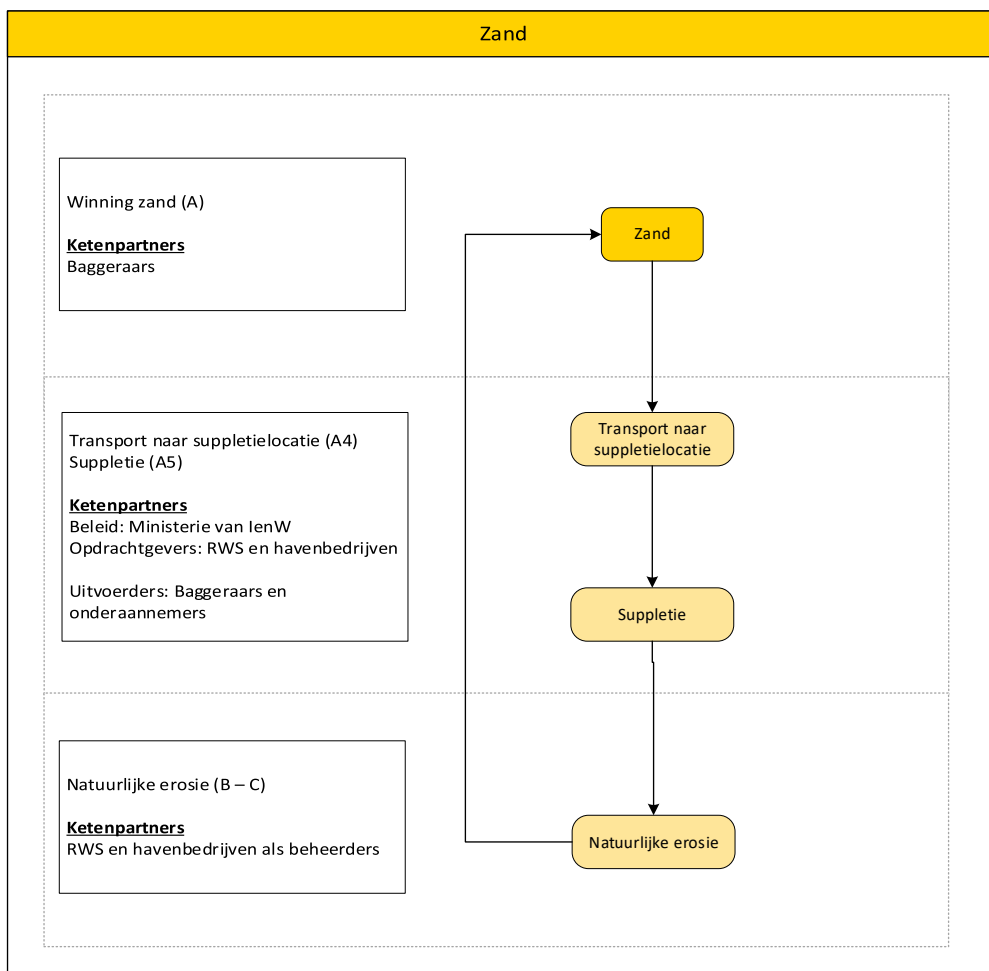 Zand
Winning zand (A)
Ketenpartners
Baggeraars
Zand
Transport naar suppletielocatie (A4)
Suppletie (A5)
Ketenpartners
Beleid: Ministerie van IenW
Opdrachtgevers: RWS en havenbedrijven
Uitvoerders: Baggeraars en
onderaannemers
Transport naar
suppletielocatie
Suppletie
Natuurlijke erosie (B – C)
Ketenpartners
RWS en havenbedrijven als beheerders
Natuurlijke erosie